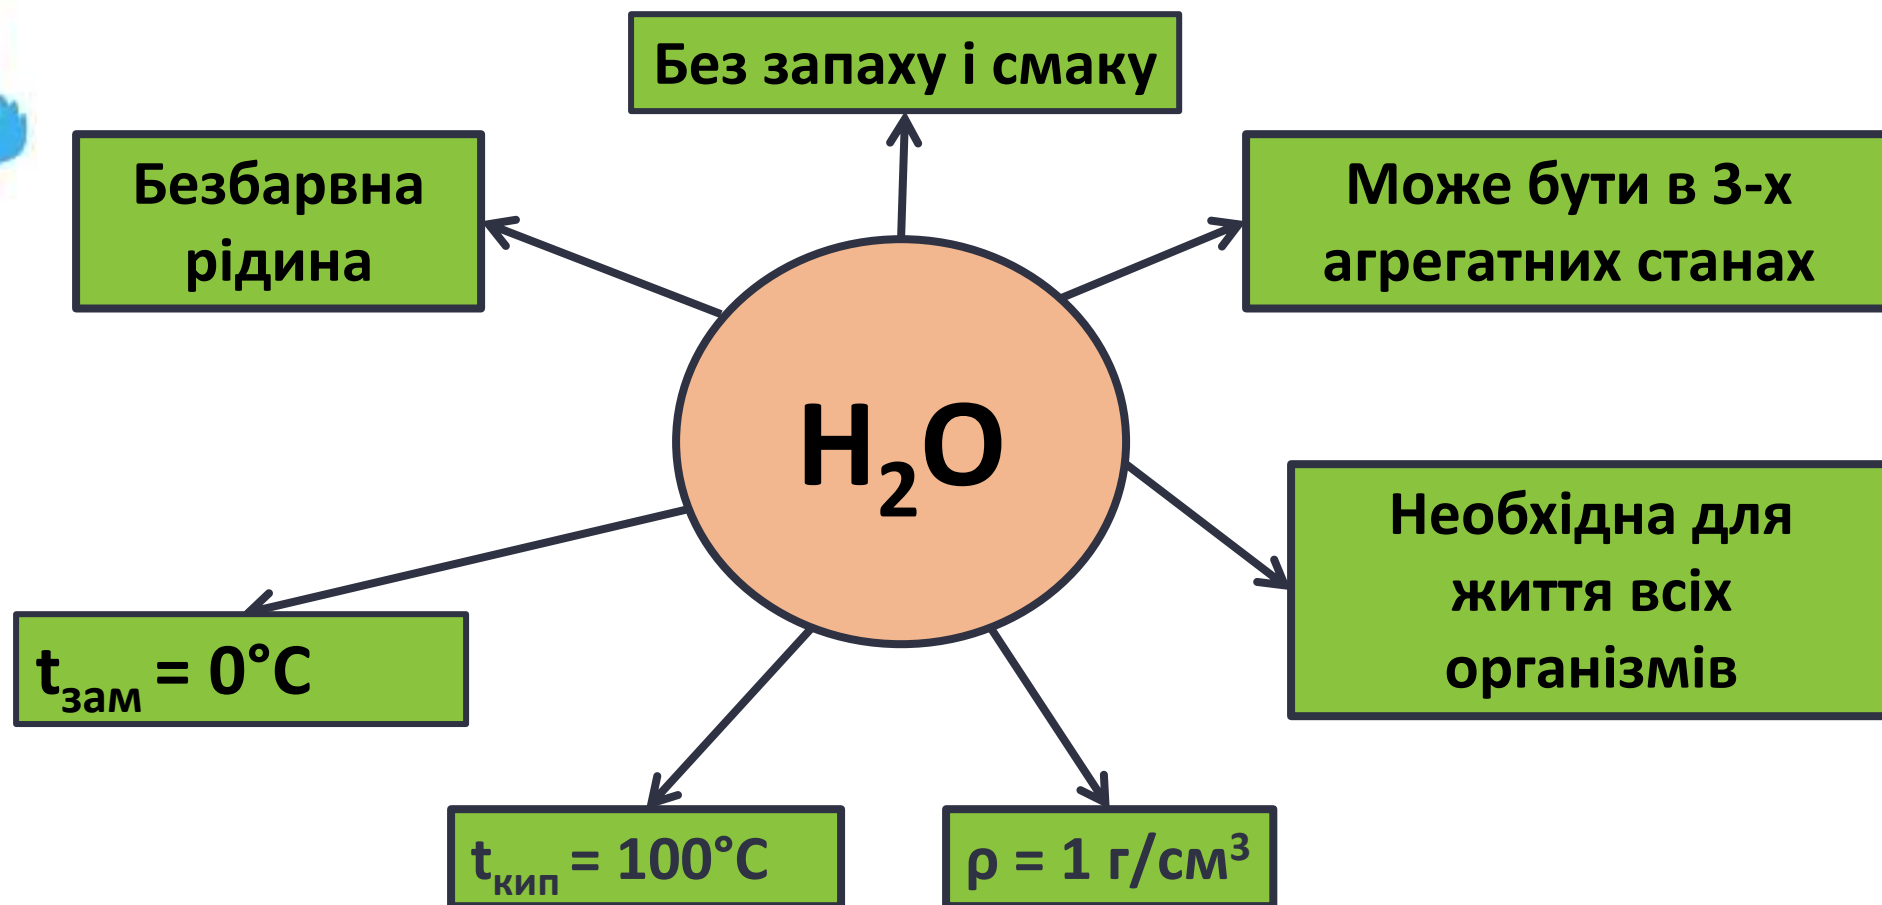 Без запаху і смаку
Безбарвна
рідина
Може бути в 3-х
агрегатних станах
H₂O
Необхідна для
життя всіх
організмів
tзам = 0°C
tкип = 100°C
ρ = 1 г/см³